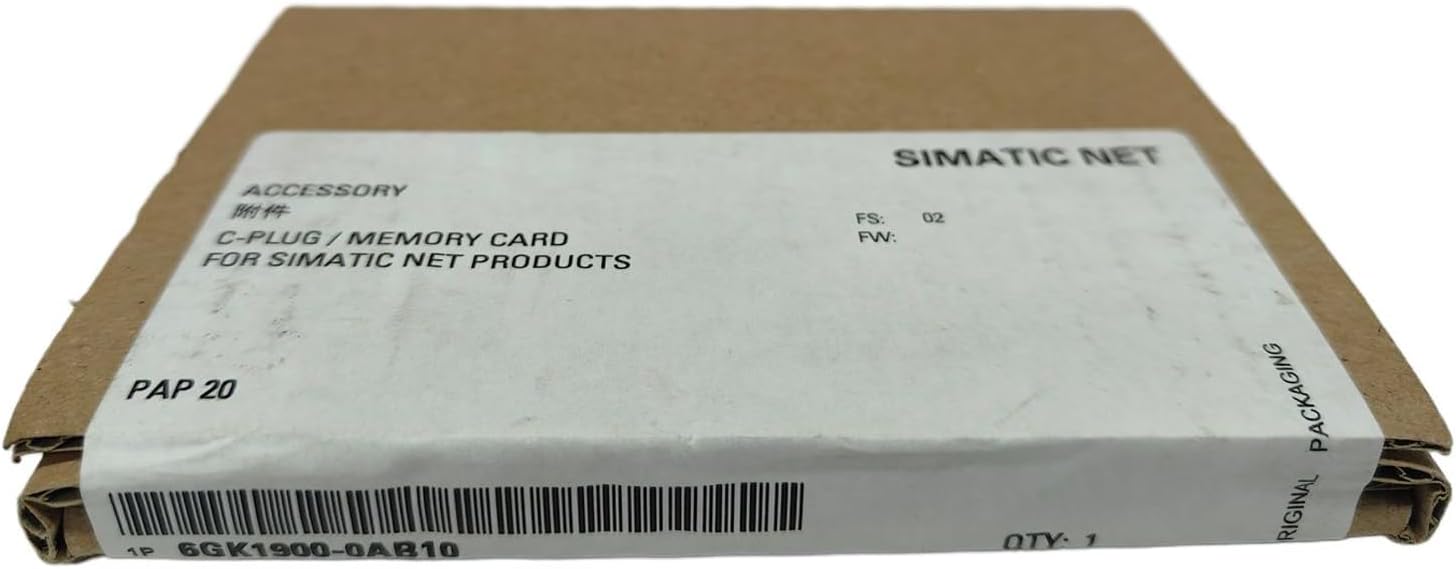 SIMATIC NET
ACCESSORY
附件
C-PLUG / MEMORY CARD
FOR SIMATIC NET PRODUCTS
FS: 02
FW:
PAP 20
RIGINAL PACKAGING
1P 6GK1900-0AB10
QTY: 1